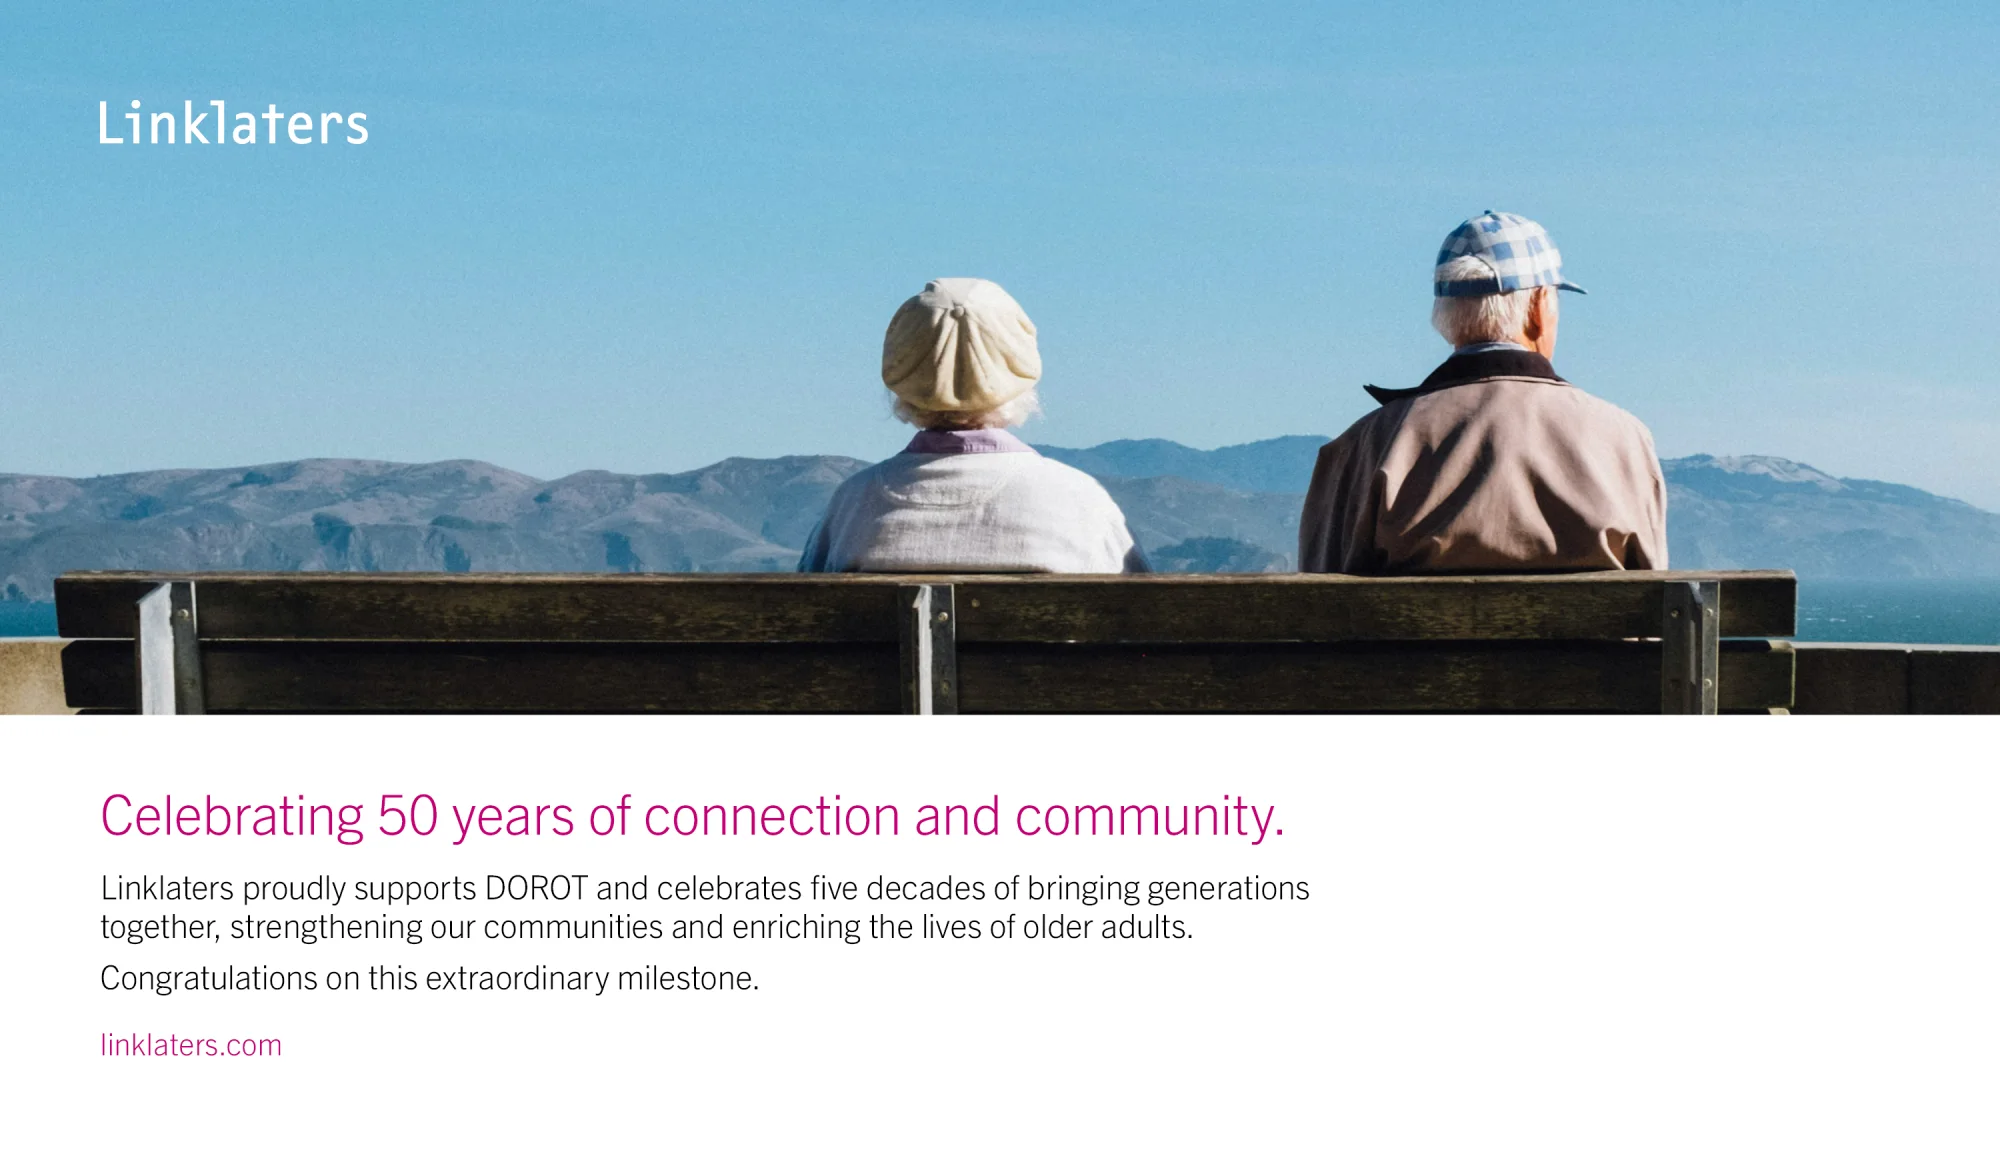 Linklaters
Celebrating 50 years of connection and community.
Linklaters proudly supports DOROT and celebrates five decades of bringing generations
together, strengthening our communities and enriching the lives of older adults.
Congratulations on this extraordinary milestone.
linklaters.com